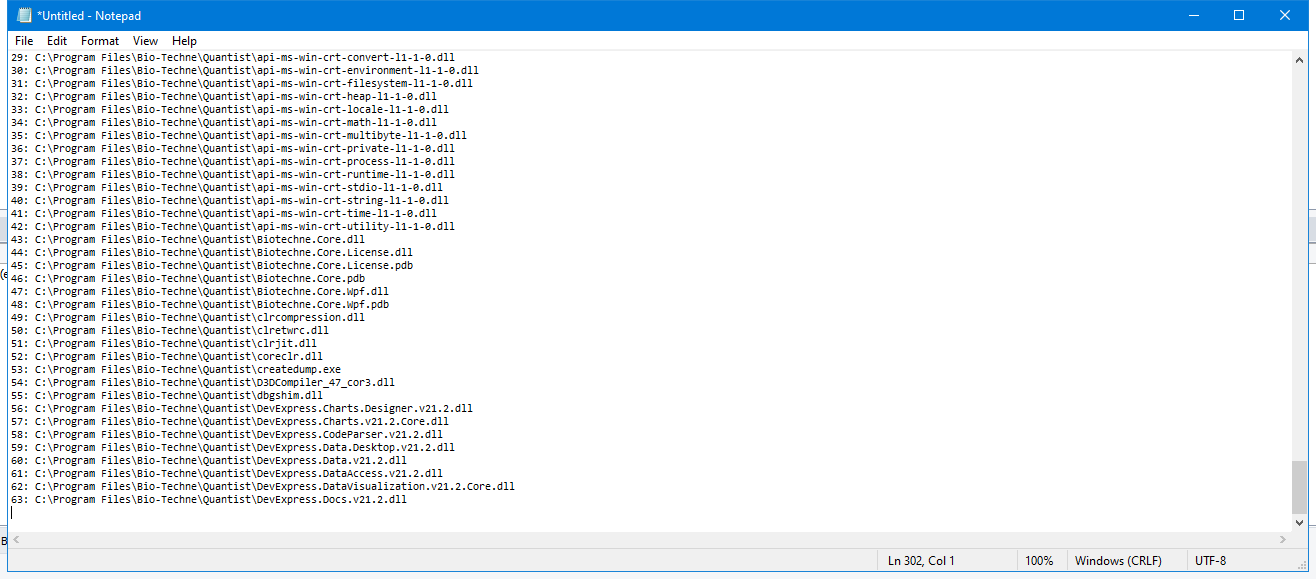 *Untitled - Notepad
File Edit Format View Help
29: C:\Program Files\Bio-Techne\Quantist\api-ms-win-crt-convert-l1-1-0.dll
30: C:\Program Files\Bio-Techne\Quantist\api-ms-win-crt-environment-l1-1-0.dll
31: C:\Program Files\Bio-Techne\Quantist\api-ms-win-crt-filesystem-l1-1-0.dll
32: C:\Program Files\Bio-Techne\Quantist\api-ms-win-crt-heap-l1-1-0.dll
33: C:\Program Files\Bio-Techne\Quantist\api-ms-win-crt-locale-l1-1-0.dll
34: C:\Program Files\Bio-Techne\Quantist\api-ms-win-crt-math-l1-1-0.dll
35: C:\Program Files\Bio-Techne\Quantist\api-ms-win-crt-multibyte-l1-1-0.dll
36: C:\Program Files\Bio-Techne\Quantist\api-ms-win-crt-private-l1-1-0.dll
37: C:\Program Files\Bio-Techne\Quantist\api-ms-win-crt-process-l1-1-0.dll
38: C:\Program Files\Bio-Techne\Quantist\api-ms-win-crt-runtime-l1-1-0.dll
39: C:\Program Files\Bio-Techne\Quantist\api-ms-win-crt-stdio-l1-1-0.dll
40: C:\Program Files\Bio-Techne\Quantist\api-ms-win-crt-string-l1-1-0.dll
41: C:\Program Files\Bio-Techne\Quantist\api-ms-win-crt-time-l1-1-0.dll
42: C:\Program Files\Bio-Techne\Quantist\api-ms-win-crt-utility-l1-1-0.dll
43: C:\Program Files\Bio-Techne\Quantist\Biotechne.Core.dll
44: C:\Program Files\Bio-Techne\Quantist\Biotechne.Core.License.dll
45: C:\Program Files\Bio-Techne\Quantist\Biotechne.Core.License.pdb
46: C:\Program Files\Bio-Techne\Quantist\Biotechne.Core.pdb
47: C:\Program Files\Bio-Techne\Quantist\Biotechne.Core.Wpf.dll
48: C:\Program Files\Bio-Techne\Quantist\Biotechne.Core.Wpf.pdb
49: C:\Program Files\Bio-Techne\Quantist\clrcompression.dll
50: C:\Program Files\Bio-Techne\Quantist\clretwrc.dll
51: C:\Program Files\Bio-Techne\Quantist\clrjit.dll
52: C:\Program Files\Bio-Techne\Quantist\coreclr.dll
53: C:\Program Files\Bio-Techne\Quantist\createdump.exe
54: C:\Program Files\Bio-Techne\Quantist\D3DCompiler_47_cor3.dll
55: C:\Program Files\Bio-Techne\Quantist\dbgshim.dll
56: C:\Program Files\Bio-Techne\Quantist\DevExpress.Charts.Designer.v21.2.dll
57: C:\Program Files\Bio-Techne\Quantist\DevExpress.Charts.v21.2.Core.dll
58: C:\Program Files\Bio-Techne\Quantist\DevExpress.CodeParser.v21.2.dll
59: C:\Program Files\Bio-Techne\Quantist\DevExpress.Data.Desktop.v21.2.dll
60: C:\Program Files\Bio-Techne\Quantist\DevExpress.Data.v21.2.dll
61: C:\Program Files\Bio-Techne\Quantist\DevExpress.DataAccess.v21.2.dll
62: C:\Program Files\Bio-Techne\Quantist\DevExpress.DataVisualization.v21.2.Core.dll
63: C:\Program Files\Bio-Techne\Quantist\DevExpress.Docs.v21.2.dll
Ln 302, Col 1 100% Windows (CRLF) UTF-8